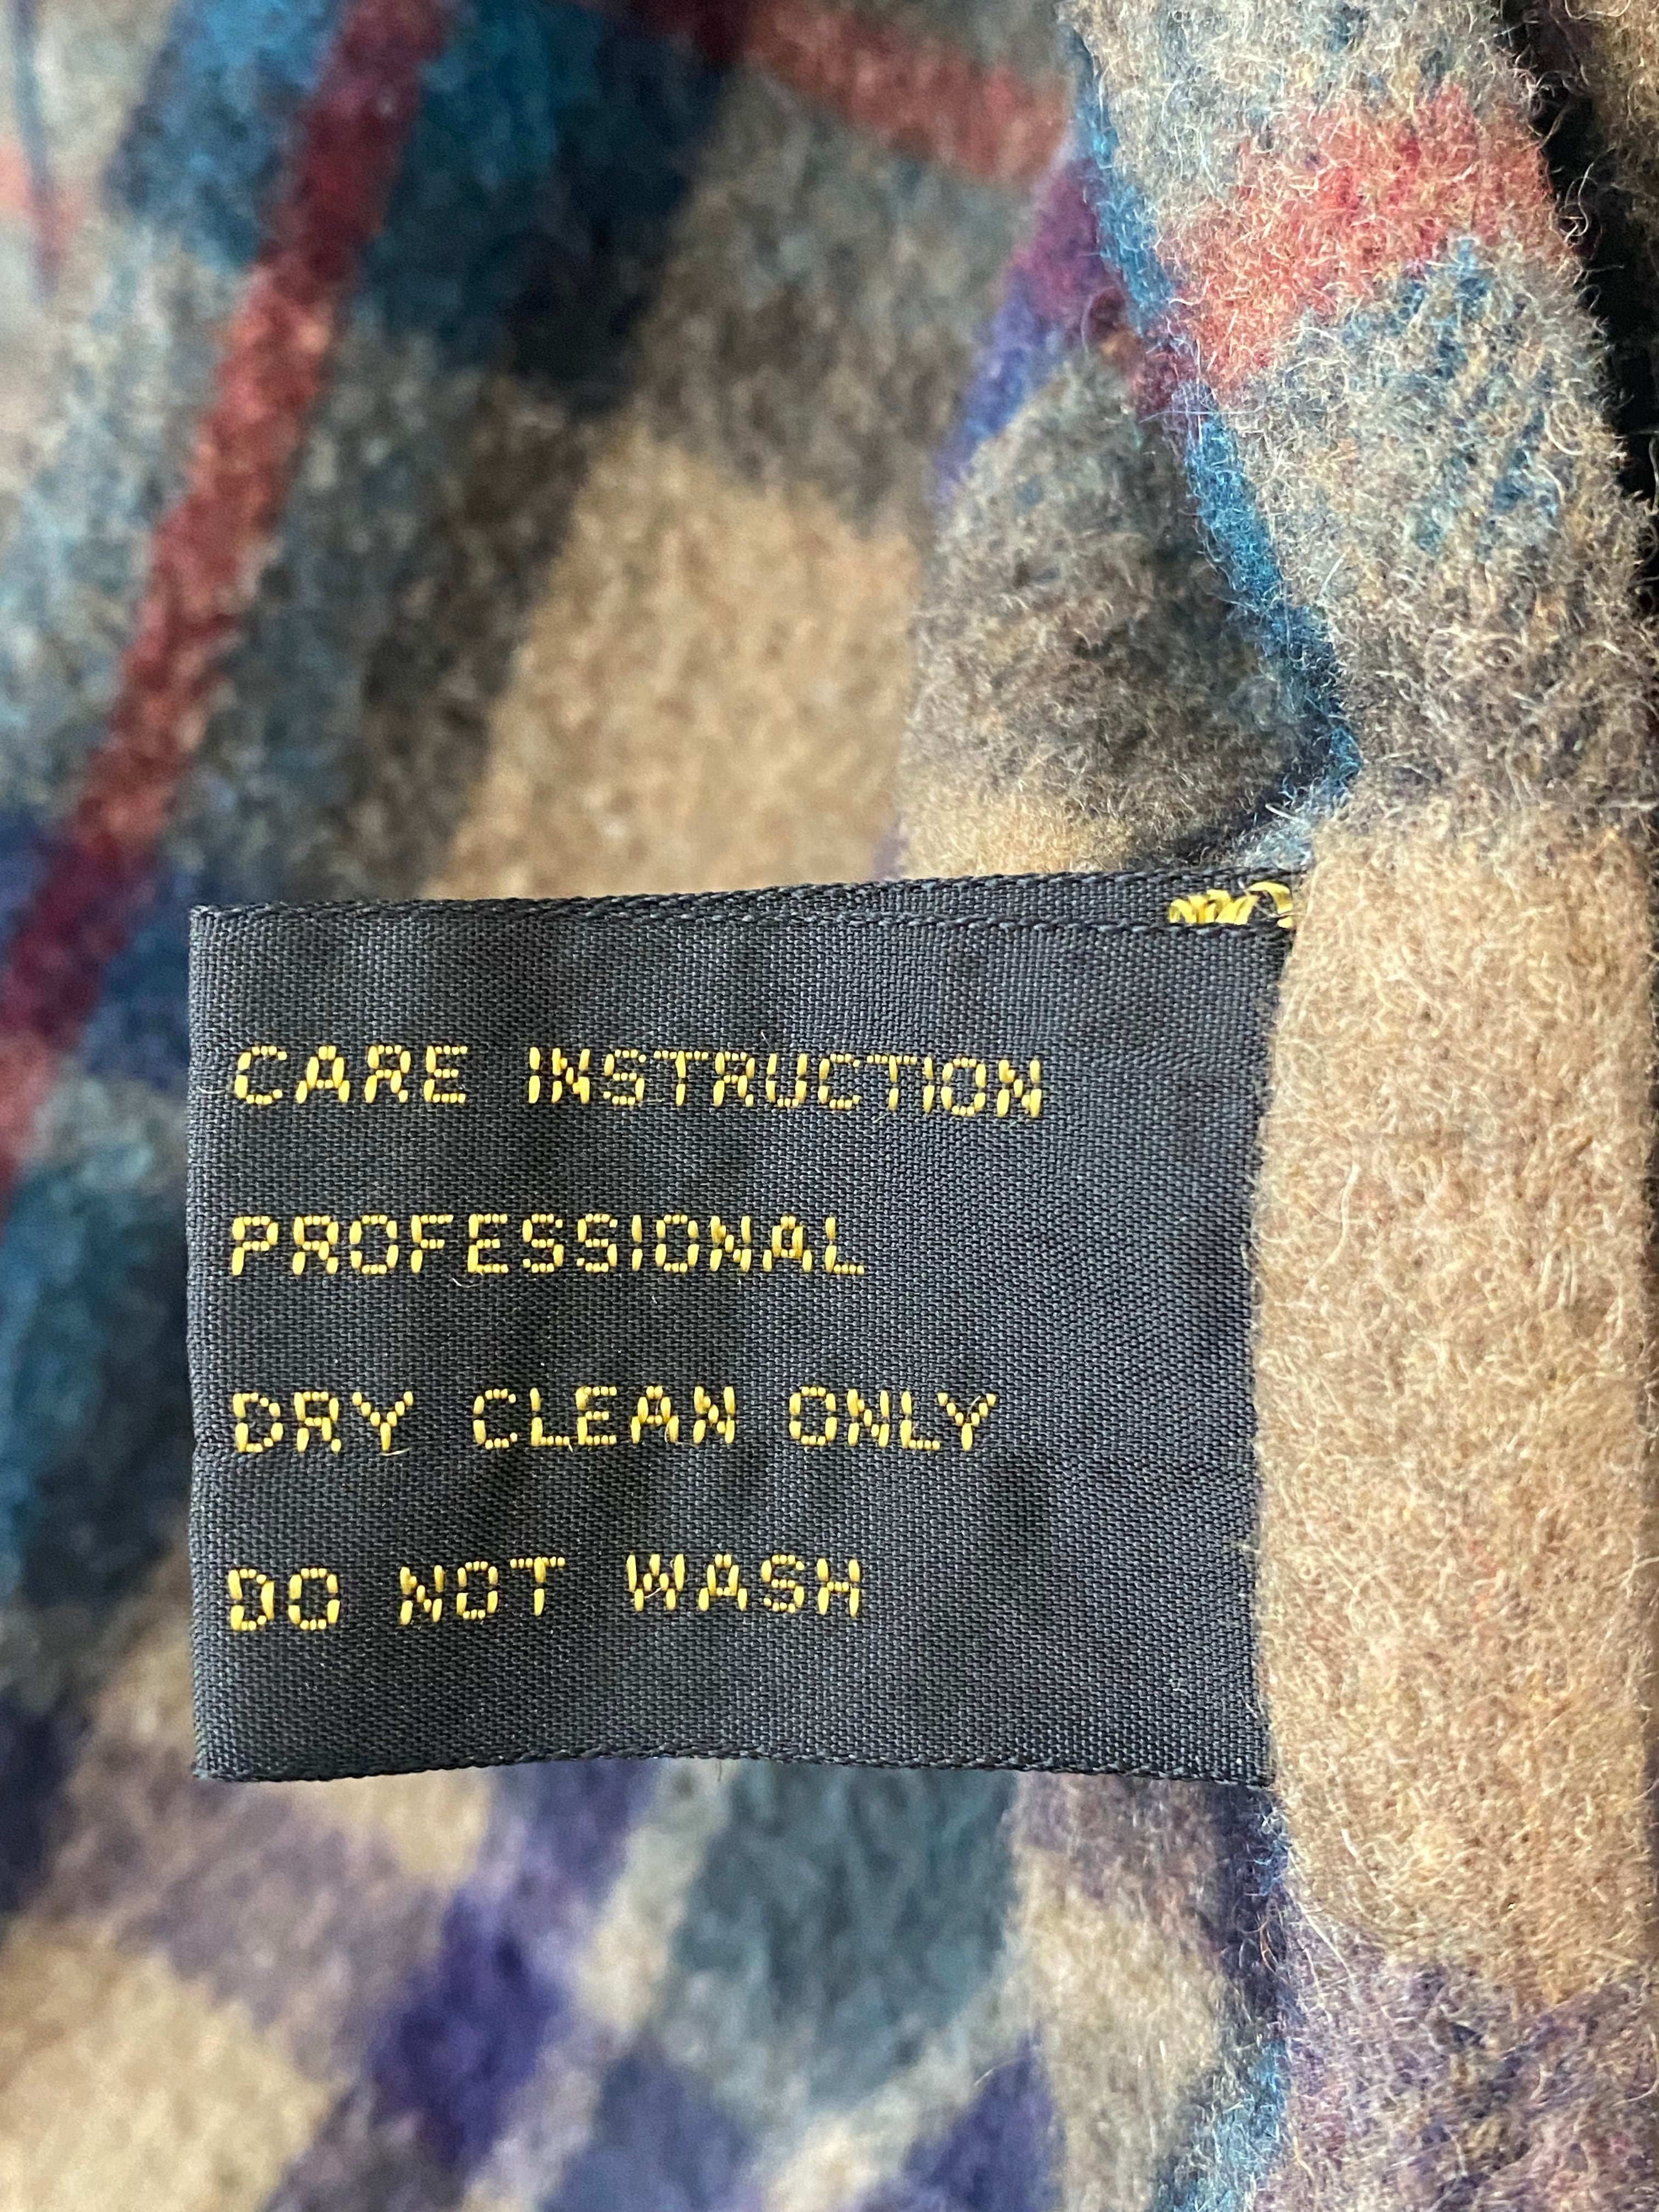 CARE INSTRUCTION
PROFESSIONAL
DRY CLEAN ONLY
DO NOT WASH